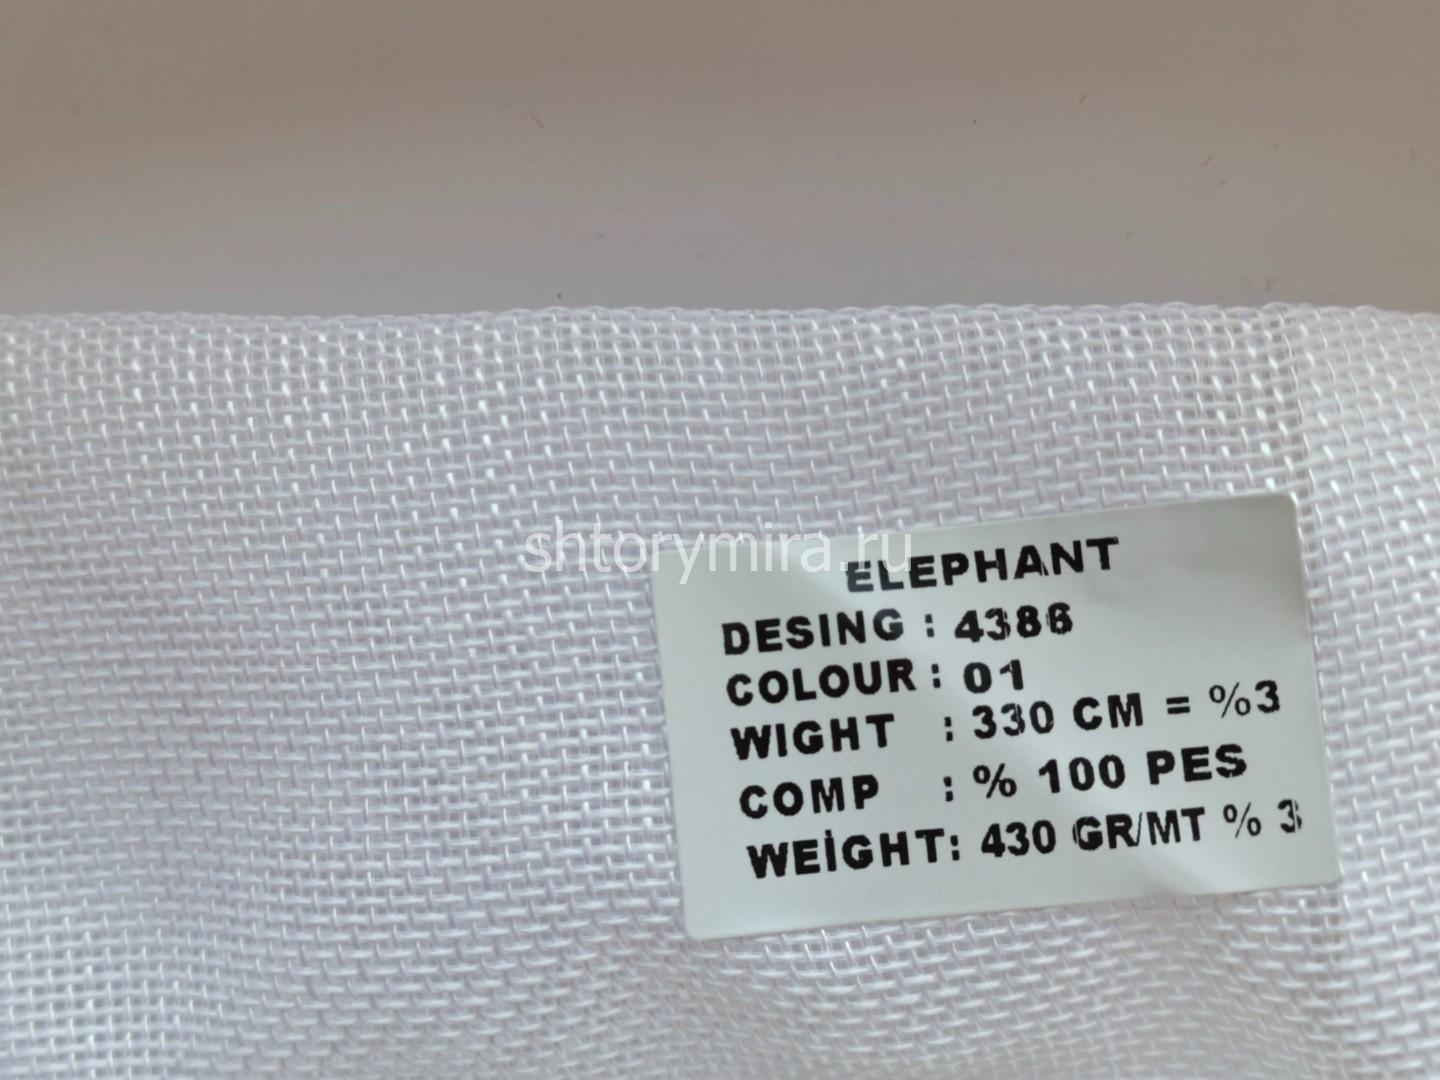 shtorymira.ru
ELEPHANT
DESING : 4386
COLOUR : 01
WIGHT : 330 CM = %3
COMP : % 100 PES
WEİGHT: 430 GR/MT % 3